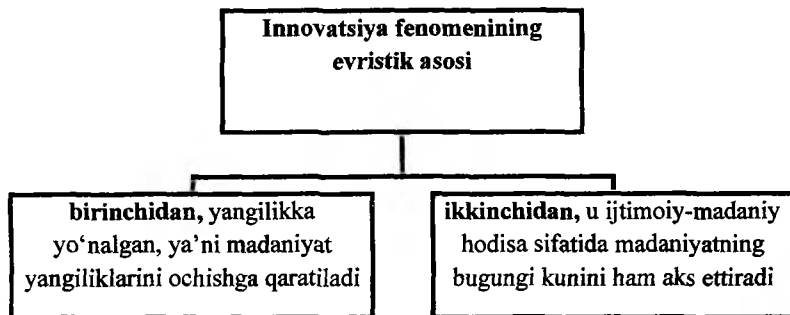 Innovatsiya fenomenining
evristik asosi
birinchidan, yangilikka
yo‘nalgan, ya’ni madaniyat
yangiliklarini ochishga qaratiladi
ikkinchidan, u ijtimoiy-madaniy
hodisa sifatida madaniyatning
bugungi kunini ham aks ettiradi